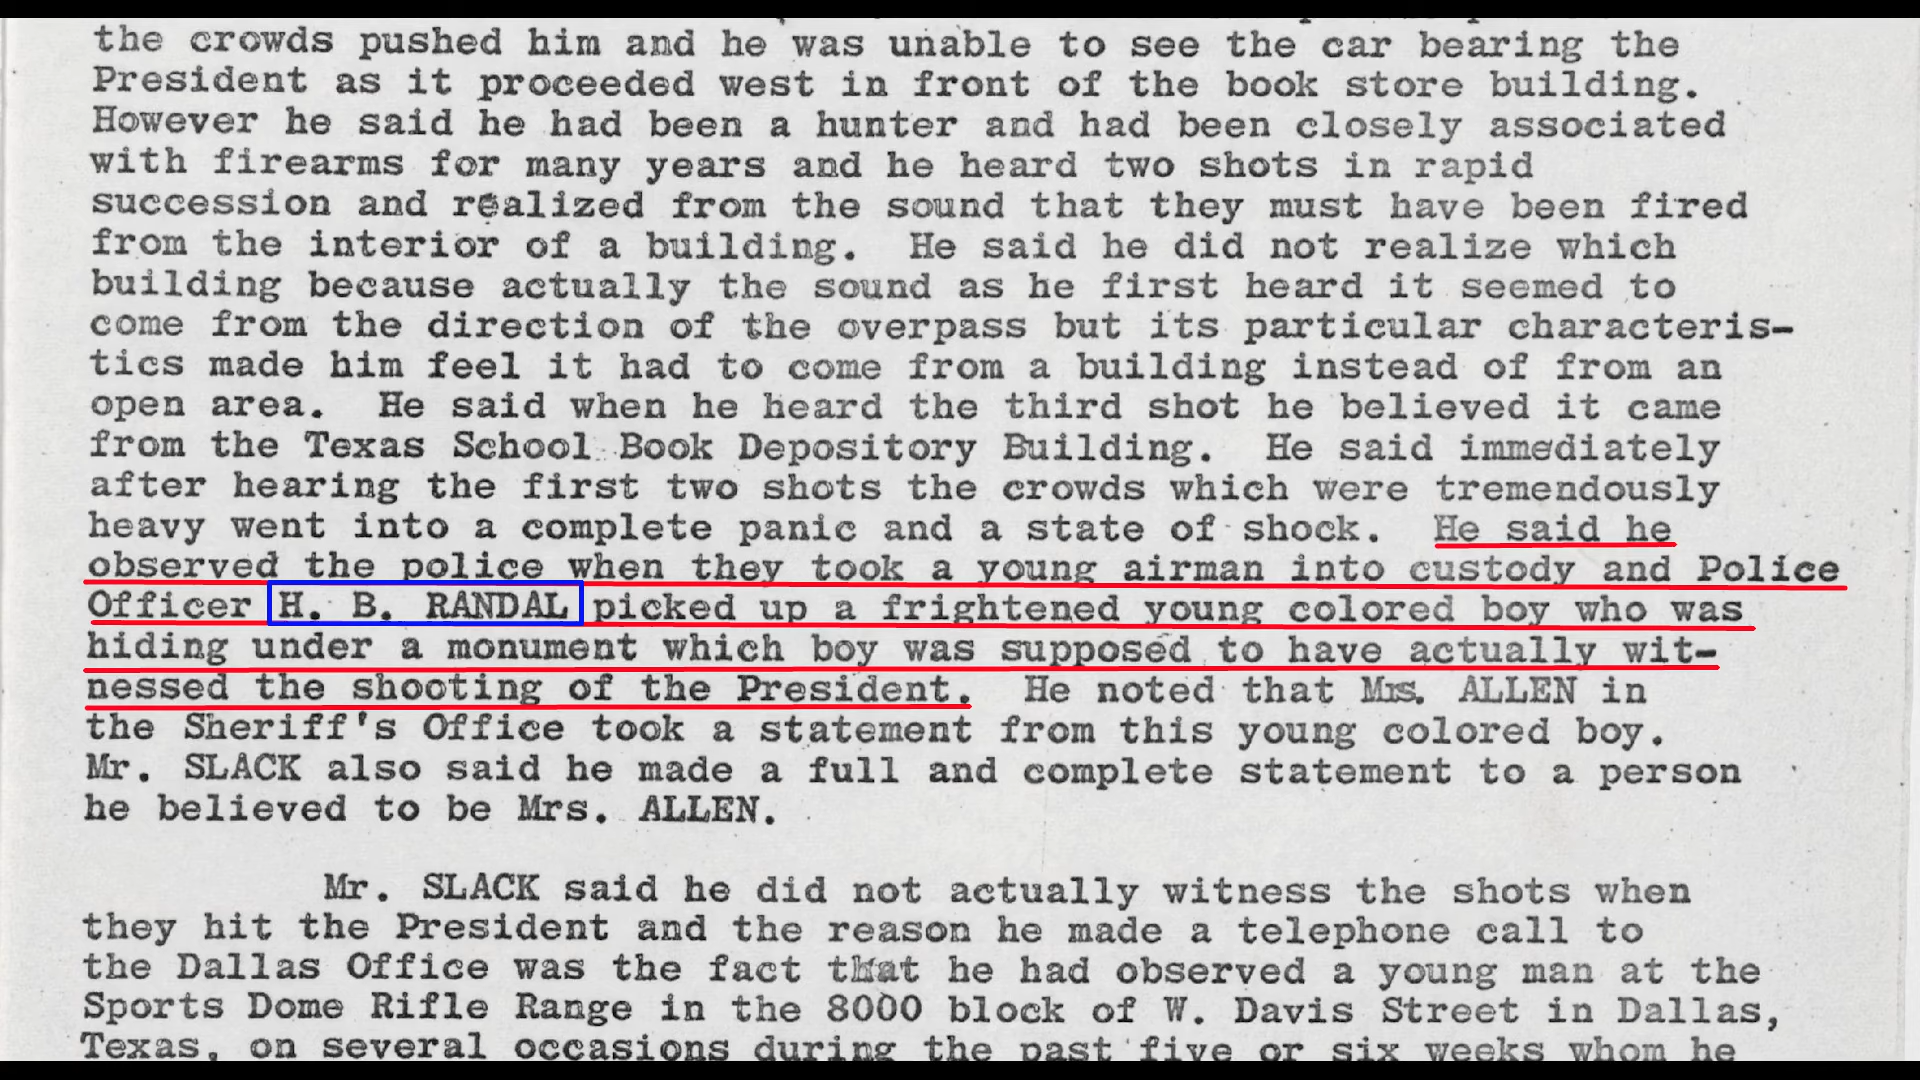 the crowds pushed him and he was unable to see the car bearing the
President as it proceeded west in front of the book store building.
However he said he had been a hunter and had been closely associated
with firearms for many years and he heard two shots in rapid
succession and realized from the sound that they must have been fired
from the interior of a building. He said he did not realize which
building because actually the sound as he first heard it seemed to
come from the direction of the overpass but its particular characteris-
tics made him feel it had to come from a building instead of from an
open area. He said when he heard the third shot he believed it came
from the Texas School Book Depository Building. He said immediately
after hearing the first two shots the crowds which were tremendously
heavy went into a complete panic and a state of shock. He said he
observed the police when they took a young airman into custody and Police
Officer H. B. RANDAL picked up a frightened young colored boy who was
hiding under a monument which boy was supposed to have actually wit-
nessed the shooting of the President. He noted that Mrs. ALLEN in
the Sheriff's Office took a statement from this young colored boy.
Mr. SLACK also said he made a full and complete statement to a person
he believed to be Mrs. ALLEN.
Mr. SLACK said he did not actually witness the shots when
they hit the President and the reason he made a telephone call to
the Dallas Office was the fact that he had observed a young man at the
Sports Dome Rifle Range in the 8000 block of W. Davis Street in Dallas,
Texas, on several occasions during the past five or six weeks whom he